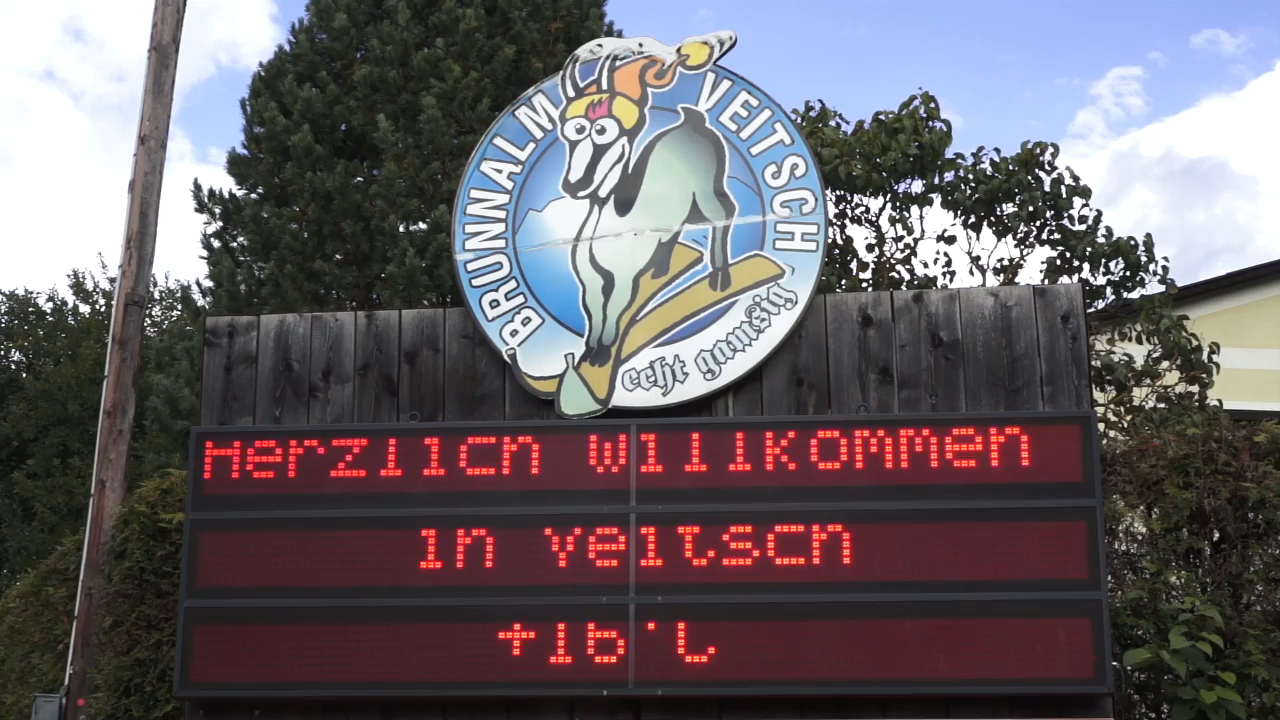 BRUNNALM VEITSCH
echt gamsig
Herzlich Willkommen
in Veitsch
+16°C